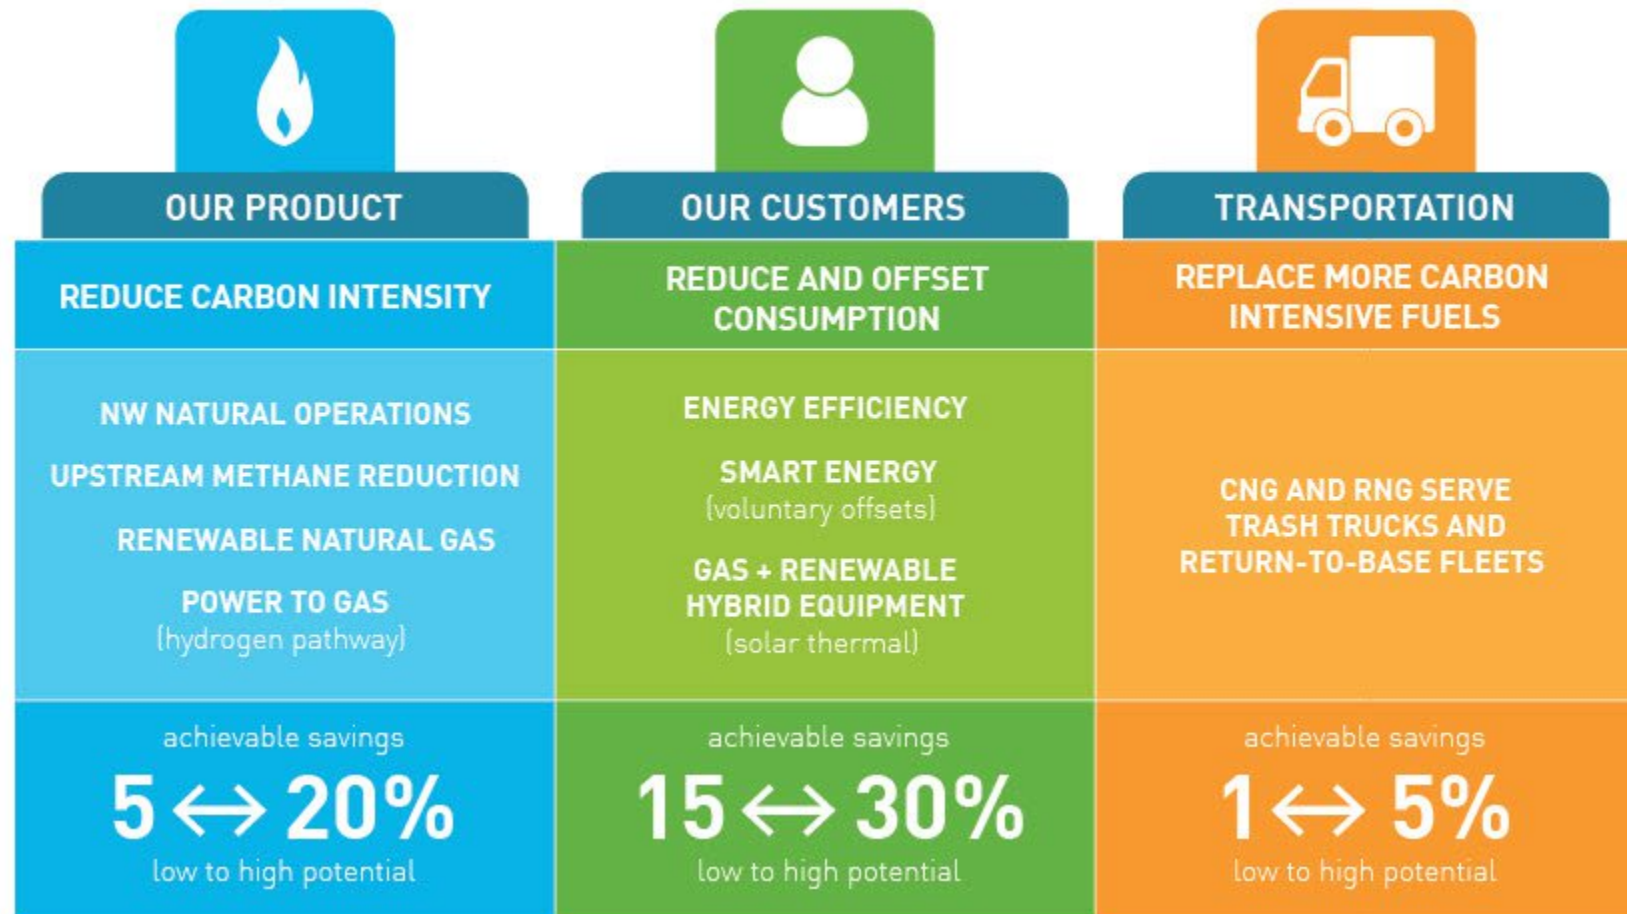 OUR PRODUCT
REDUCE CARBON INTENSITY
NW NATURAL OPERATIONS
UPSTREAM METHANE REDUCTION
RENEWABLE NATURAL GAS
POWER TO GAS
(hydrogen pathway)
achievable savings
5 ↔ 20%
low to high potential
OUR CUSTOMERS
REDUCE AND OFFSET
CONSUMPTION
ENERGY EFFICIENCY
SMART ENERGY
(voluntary offsets)
GAS + RENEWABLE
HYBRID EQUIPMENT
(solar thermal)
achievable savings
15 ↔ 30%
low to high potential
TRANSPORTATION
REPLACE MORE CARBON
INTENSIVE FUELS
CNG AND RNG SERVE
TRASH TRUCKS AND
RETURN-TO-BASE FLEETS
achievable savings
1 ↔ 5%
low to high potential